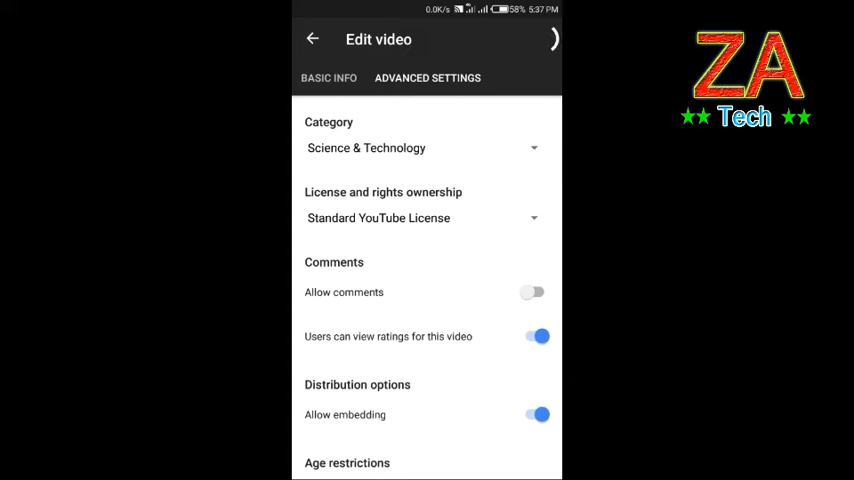 0.0K/s 58% 5:37 PM
Edit video
BASIC INFO ADVANCED SETTINGS
Category
Science & Technology
License and rights ownership
Standard YouTube License
Comments
Allow comments
Users can view ratings for this video
Distribution options
Allow embedding
Age restrictions
ZA
Tech